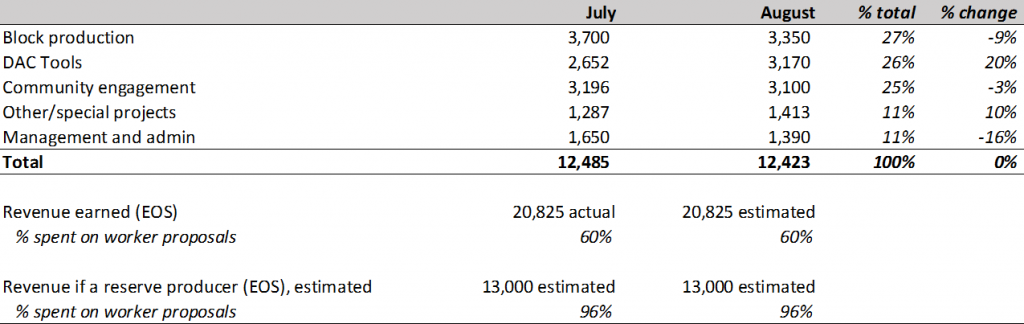 July August % total % change
Block production 3,700 3,350 27% -9%
DAC Tools 2,652 3,170 26% 20%
Community engagement 3,196 3,100 25% -3%
Other/special projects 1,287 1,413 11% 10%
Management and admin 1,650 1,390 11% -16%
Total 12,485 12,423 100% 0%
Revenue earned (EOS) 20,825 actual 20,825 estimated
% spent on worker proposals 60% 60%
Revenue if a reserve producer (EOS), estimated 13,000 estimated 13,000 estimated
% spent on worker proposals 96% 96%